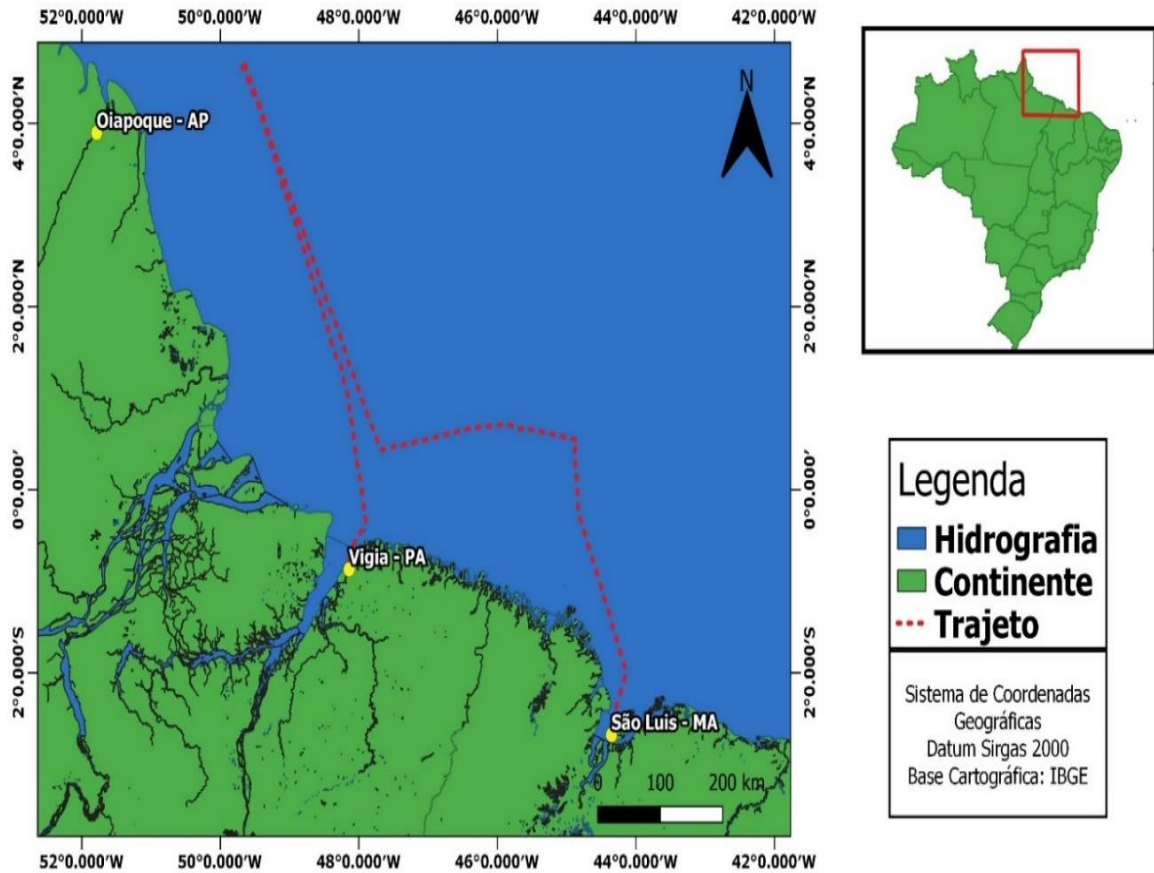 52°0.000'W 50°0.000'W 48°0.000'W 46°0.000'W 44°0.000'W 42°0.000'W
4°0.000'N
2°0.000'N
0°0.000'
2°0.000'S
N
Oiapoque - AP
Vigia - PA
São Luis - MA
0 100 200 km
4°0.000'N
2°0.000'N
0°0.000'
2°0.000'S
52°0.000'W 50°0.000'W 48°0.000'W 46°0.000'W 44°0.000'W 42°0.000'W
Legenda
Hidrografia
Continente
Trajeto
Sistema de Coordenadas
Geográficas
Datum Sirgas 2000
Base Cartográfica: IBGE